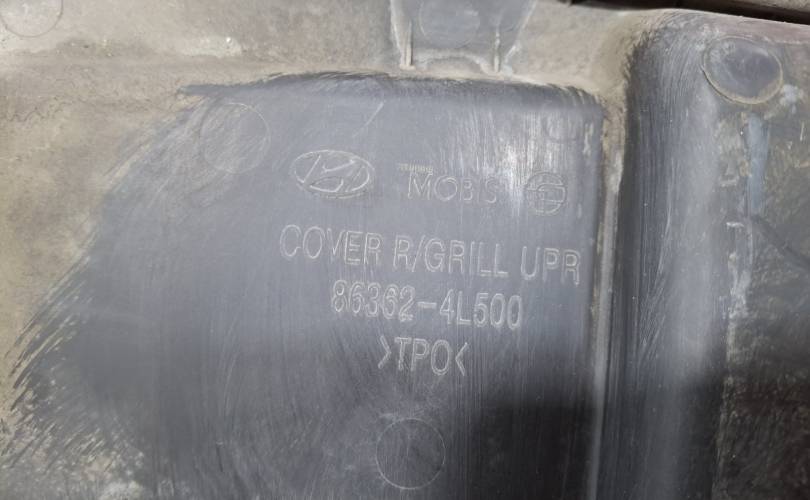 MOBIS
COVER R/GRILL UPR
86362-4L500
>TPO<